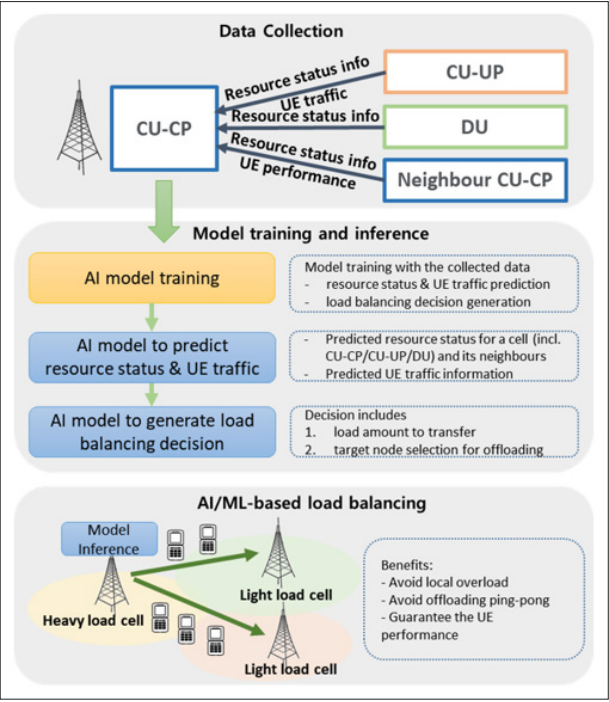 Data Collection
CU-CP
Resource status info
UE traffic
Resource status info
Resource status info
UE performance
CU-UP
DU
Neighbour CU-CP
Model training and inference
AI model training
Model training with the collected data
- resource status & UE traffic prediction
- load balancing decision generation
AI model to predict
resource status & UE traffic
- Predicted resource status for a cell (incl.
CU-CP/CU-UP/DU) and its neighbours
- Predicted UE traffic information
AI model to generate load
balancing decision
Decision includes
1. load amount to transfer
2. target node selection for offloading
AI/ML-based load balancing
Model
Inference
Heavy load cell
Light load cell
Light load cell
Benefits:
- Avoid local overload
- Avoid offloading ping-pong
- Guarantee the UE
performance